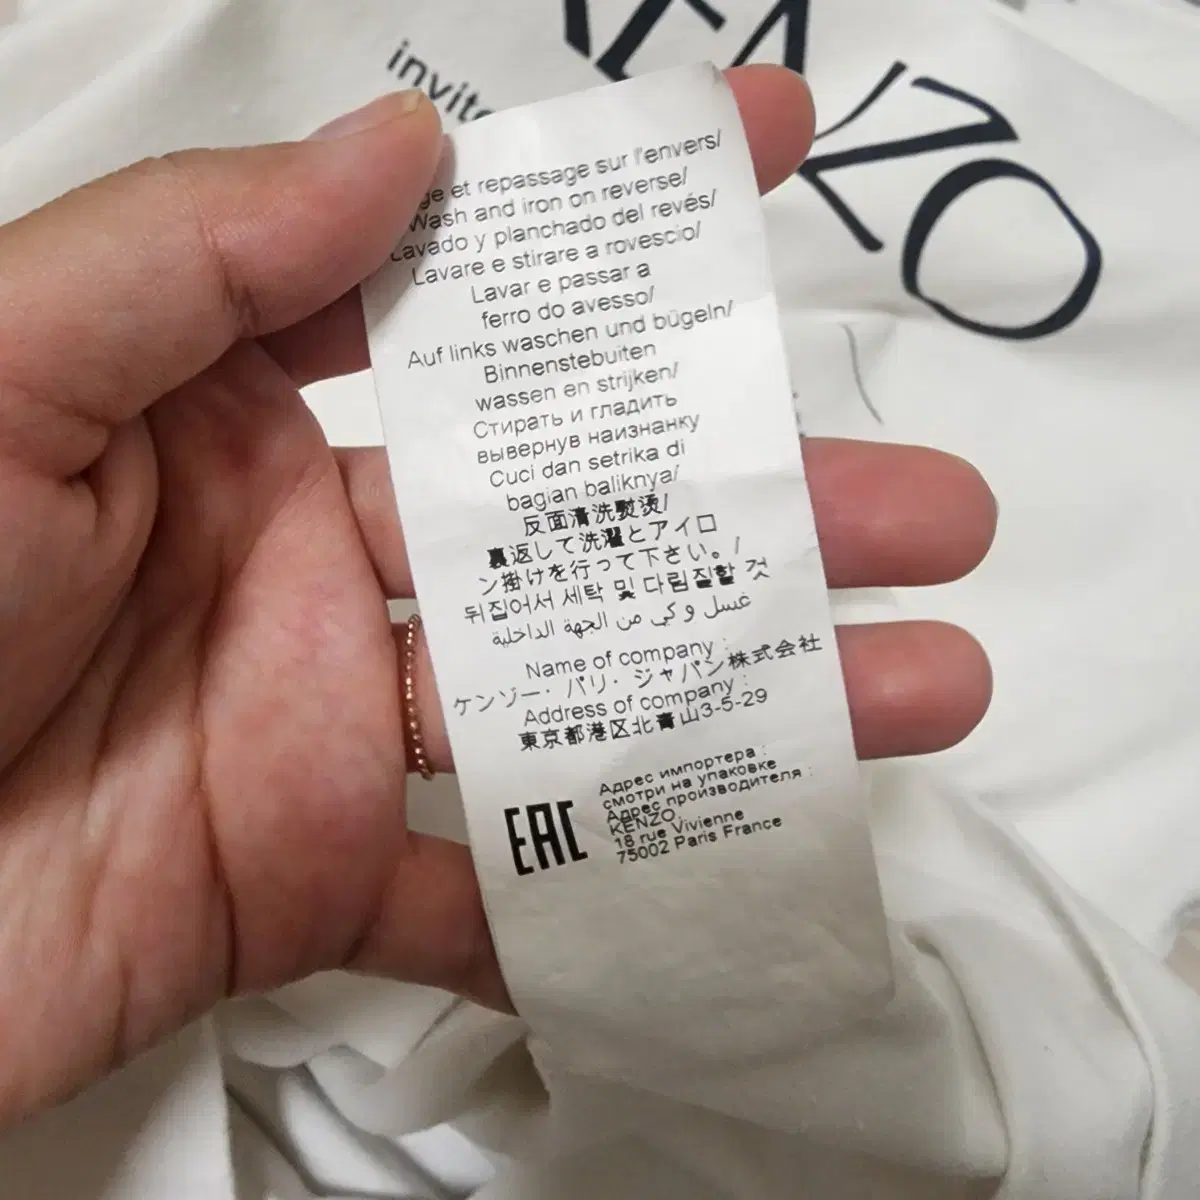 KENZO
invite
ge et repassage sur l'envers/
Wash and iron on reverse/
Lavado y planchado del revés/
Lavare e stirare a rovescio/
Lavar e passar a
ferro do avesso/
Auf links waschen und bügeln/
Binnenstebuiten
wassen en strijken/
Стирать и гладить
вывернув наизнанку
Cuci dan setrika di
bagian baliknya/
反面清洗熨烫/
裏返して洗濯とアイロ
ン掛けを行って下さい。/
뒤집어서 세탁 및 다림질할 것
غسل و كي من الجهة الداخلية
Name of company :
ケンゾー・パリ・ジャパン株式会社
Address of company :
東京都港区北青山3-5-29
EAC
Адрес импортера :
смотри на упаковке
Адрес производителя :
KENZO,
18 rue Vivienne
75002 Paris France